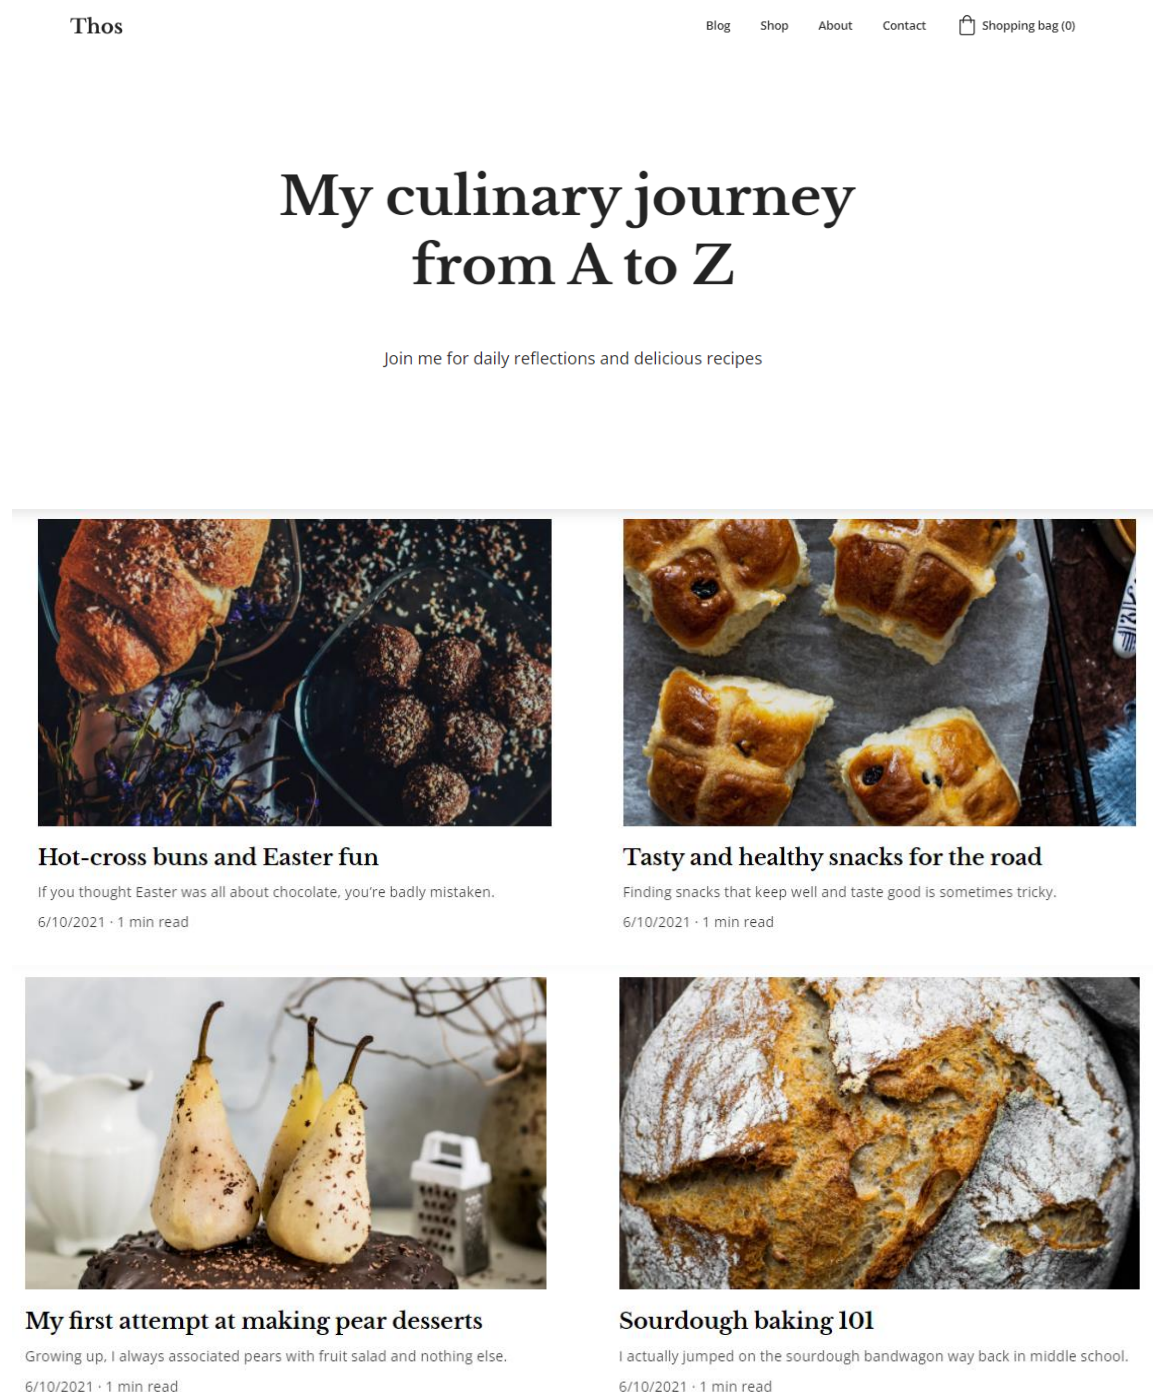 Thos
Blog Shop About Contact Shopping bag (0)
My culinary journey
from A to Z
Join me for daily reflections and delicious recipes
Hot-cross buns and Easter fun
If you thought Easter was all about chocolate, you’re badly mistaken.
6/10/2021 · 1 min read
Tasty and healthy snacks for the road
Finding snacks that keep well and taste good is sometimes tricky.
6/10/2021 · 1 min read
My first attempt at making pear desserts
Growing up, I always associated pears with fruit salad and nothing else.
6/10/2021 · 1 min read
Sourdough baking 101
I actually jumped on the sourdough bandwagon way back in middle school.
6/10/2021 · 1 min read